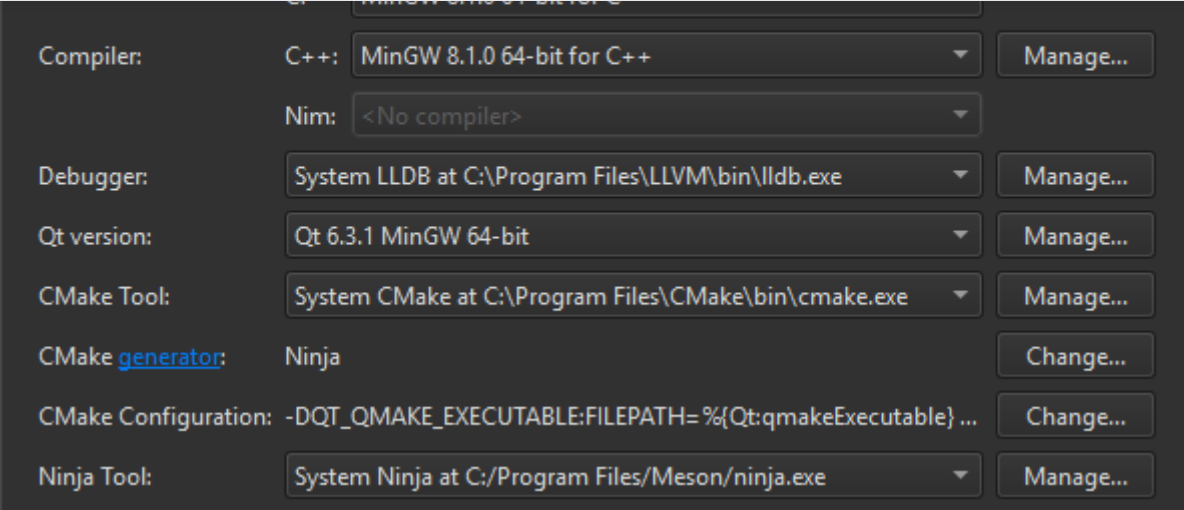 Compiler: C++: MinGW 8.1.0 64-bit for C++ Manage...
Nim: <No compiler>
Debugger: System LLDB at C:\Program Files\LLVM\bin\lldb.exe Manage...
Qt version: Qt 6.3.1 MinGW 64-bit Manage...
CMake Tool: System CMake at C:\Program Files\CMake\bin\cmake.exe Manage...
CMake generator: Ninja Change...
CMake Configuration: -DQT_QMAKE_EXECUTABLE:FILEPATH=%{Qt:qmakeExecutable} ... Change...
Ninja Tool: System Ninja at C:/Program Files/Meson/ninja.exe Manage...